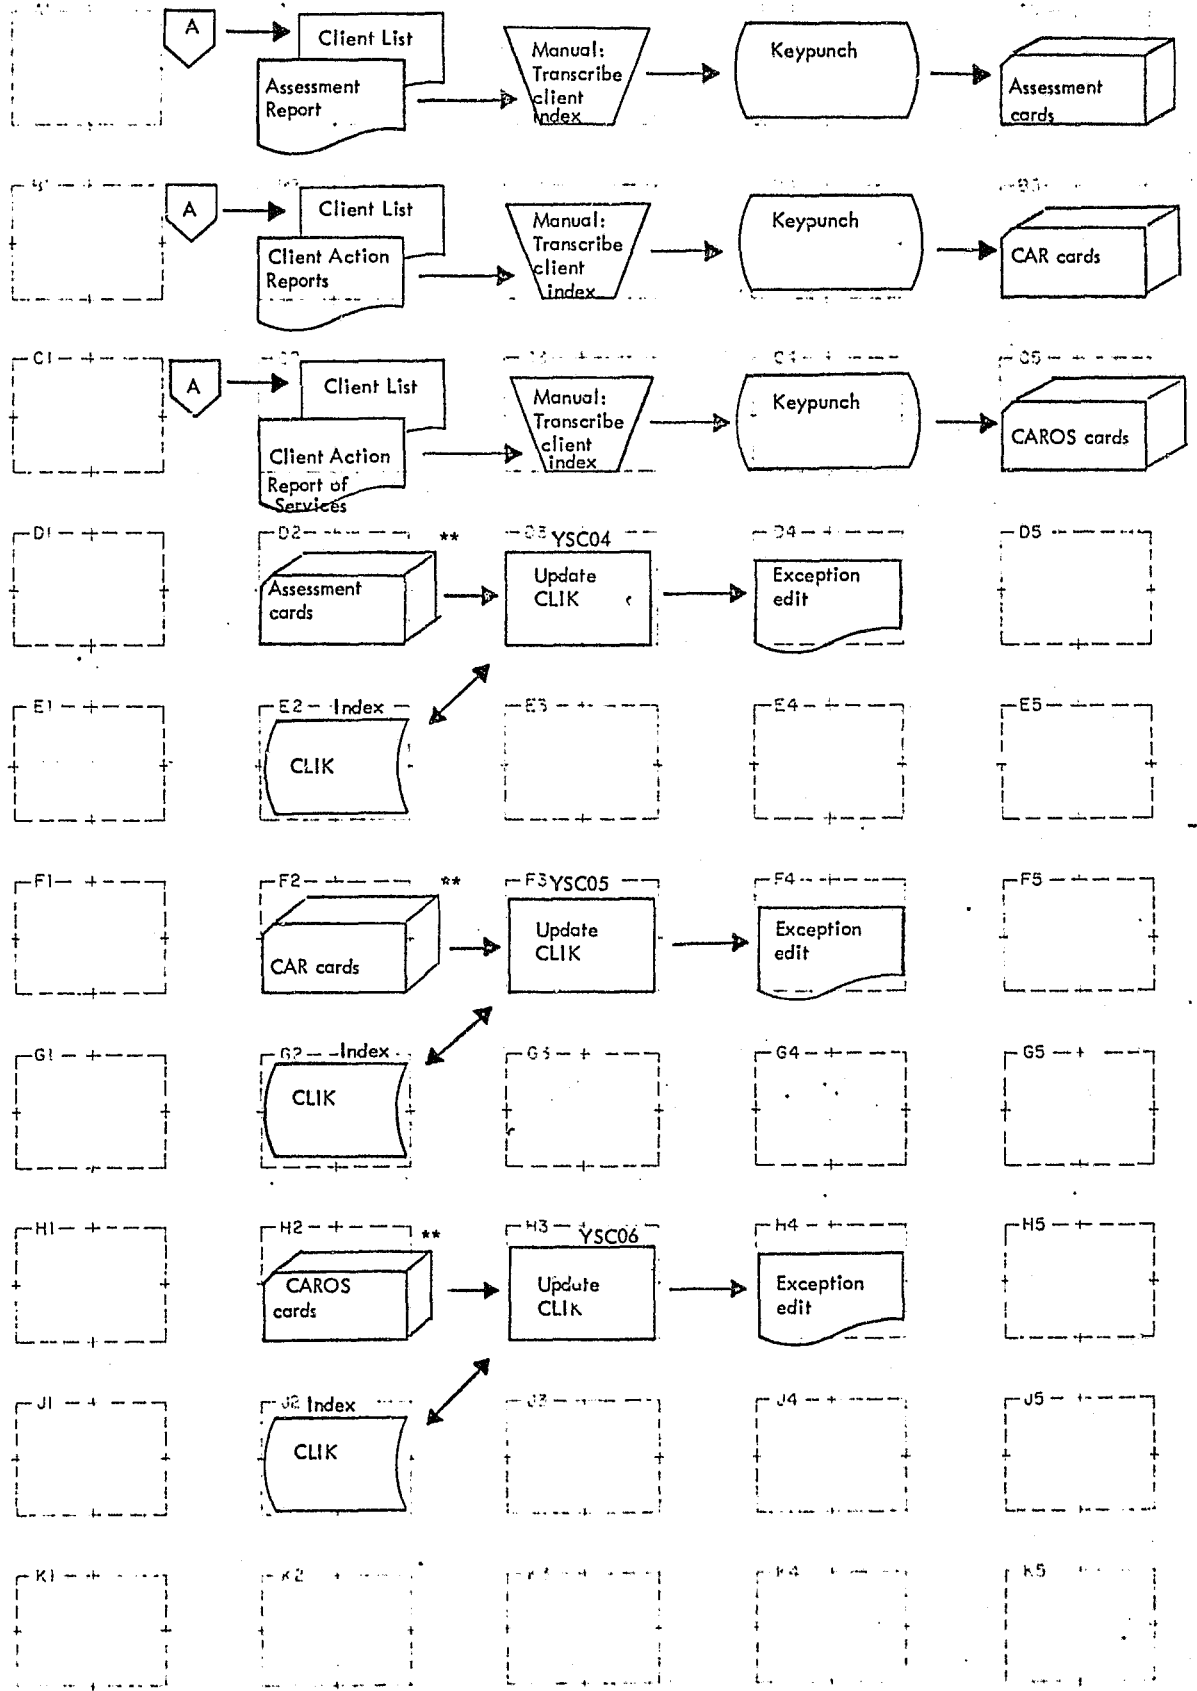 A
Client List
Assessment
Report
Manual:
Transcribe
client
index
Keypunch
Assessment
cards
A
Client List
Client Action
Reports
Manual:
Transcribe
client
index
Keypunch
CAR cards
C1
A
Client List
Client Action
Report of
Services
Manual:
Transcribe
client
index
C4
Keypunch
C5
CAROS cards
D1
D2
**
Assessment
cards
D3
YSC04
Update
CLIK
D4
Exception
edit
D5
E1
E2
Index
CLIK
E3
E4
E5
F1
F2
**
CAR cards
F3
YSC05
Update
CLIK
F4
Exception
edit
F5
G1
G2
Index
CLIK
G3
G4
G5
H1
H2
**
CAROS
cards
H3
YSC06
Update
CLIK
H4
Exception
edit
H5
J1
J2
Index
CLIK
J3
J4
J5
K1
K2
K4
K5